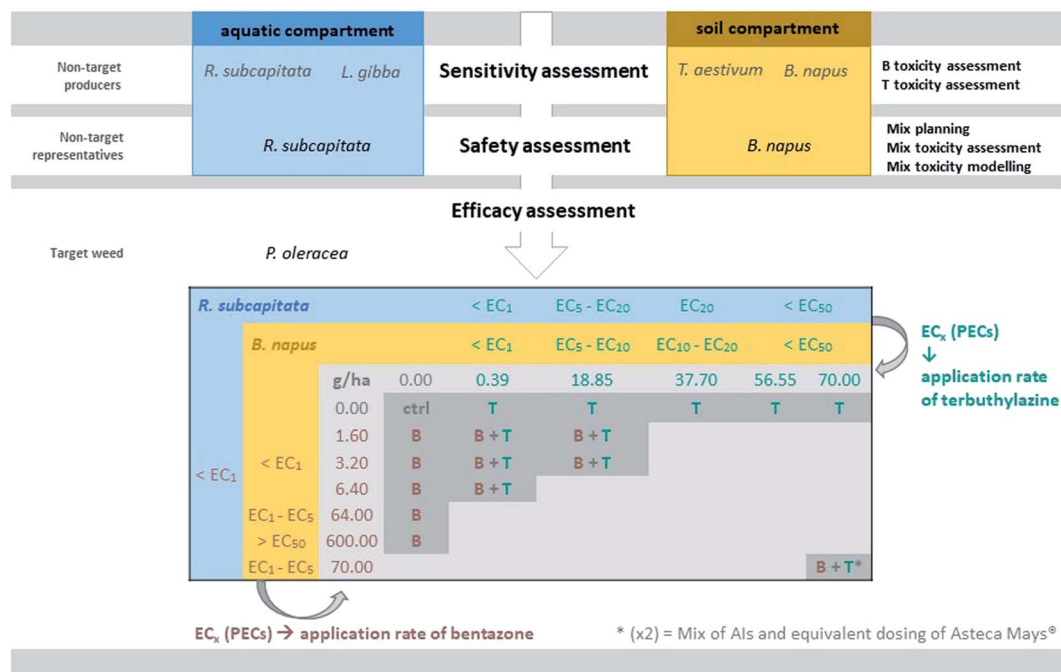 aquatic compartment
soil compartment
Non-target
producers
R. subcapitata L. gibba
Sensitivity assessment
T. aestivum B. napus
B toxicity assessment
T toxicity assessment
Non-target
representatives
R. subcapitata
Safety assessment
B. napus
Mix planning
Mix toxicity assessment
Mix toxicity modelling
Efficacy assessment
Target weed
P. oleracea
R. subcapitata < EC₁ EC₅ - EC₂₀ EC₂₀ < EC₅₀
B. napus < EC₁ EC₅ - EC₁₀ EC₁₀ - EC₂₀ < EC₅₀
ECₓ (PECs)
↓
application rate
of terbuthylazine
g/ha 0.00 0.39 18.85 37.70 56.55 70.00
0.00 ctrl T T T T T
1.60 B B + T B + T
< EC₁ < EC₁ 3.20 B B + T B + T
6.40 B B + T
EC₁ - EC₅ 64.00 B
> EC₅₀ 600.00 B
EC₁ - EC₅ 70.00 B + T*
ECₓ (PECs) → application rate of bentazone
* (x2) = Mix of AIs and equivalent dosing of Asteca Mays®